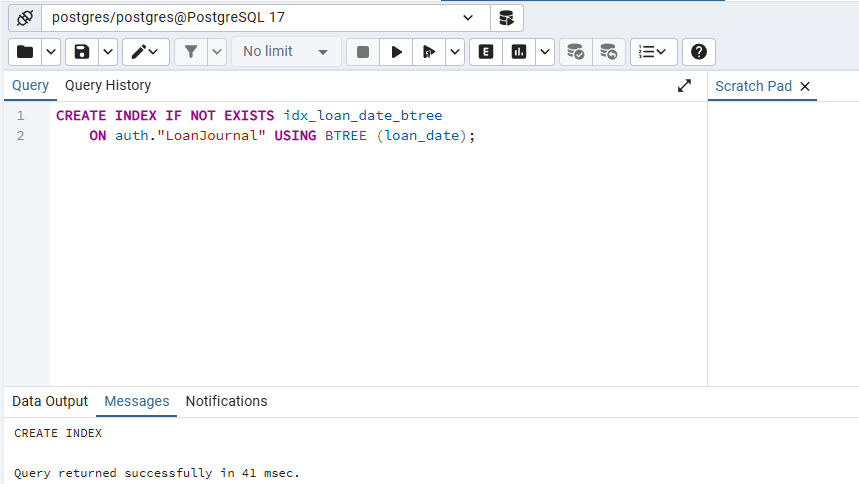 postgres/postgres@PostgreSQL 17
No limit
E
Query Query History Scratch Pad
1 CREATE INDEX IF NOT EXISTS idx_loan_date_btree
2 ON auth."LoanJournal" USING BTREE (loan_date);
Data Output Messages Notifications
CREATE INDEX
Query returned successfully in 41 msec.